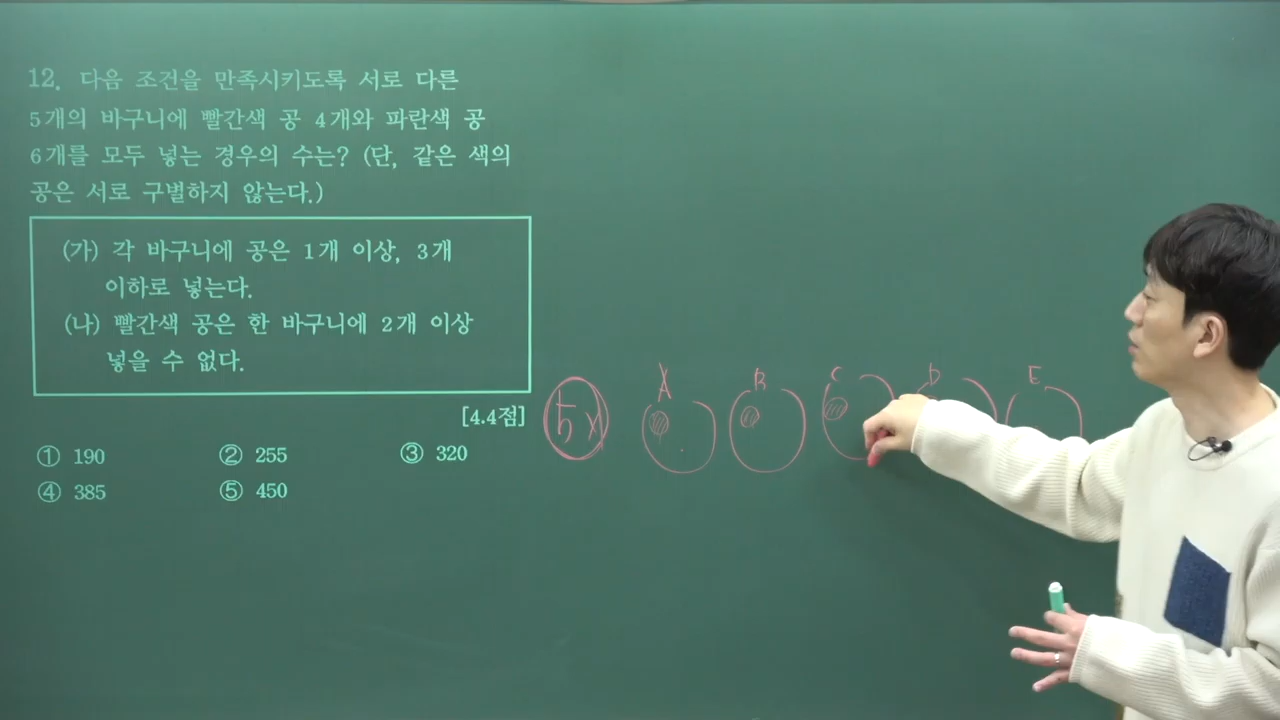 12. 다음 조건을 만족시키도록 서로 다른
5개의 바구니에 빨간색 공 4개와 파란색 공
6개를 모두 넣는 경우의 수는? (단, 같은 색의
공은 서로 구별하지 않는다.)
(가) 각 바구니에 공은 1개 이상, 3개
이하로 넣는다.
(나) 빨간색 공은 한 바구니에 2개 이상
넣을 수 없다.
[4.4점]
① 190 ② 255 ③ 320
④ 385 ⑤ 450
5 x A B C D E